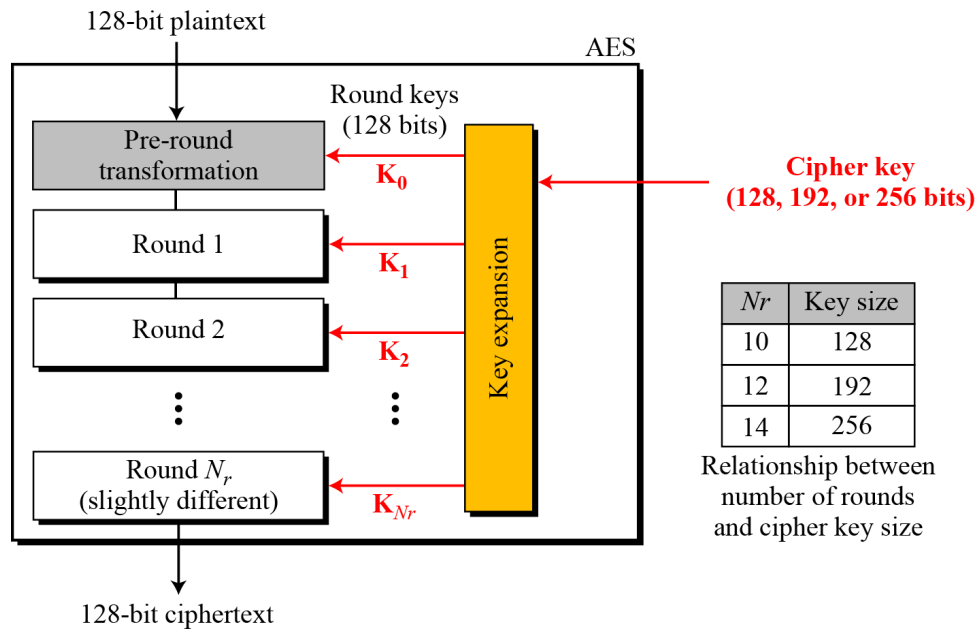 128-bit plaintext
AES
Round keys
(128 bits)
Pre-round
transformation
K0
Cipher key
(128, 192, or 256 bits)
Round 1
K1
Key expansion
Round 2
K2
Nr Key size
10 128
12 192
14 256
Relationship between
number of rounds
and cipher key size
Round Nr
(slightly different)
KNr
128-bit ciphertext